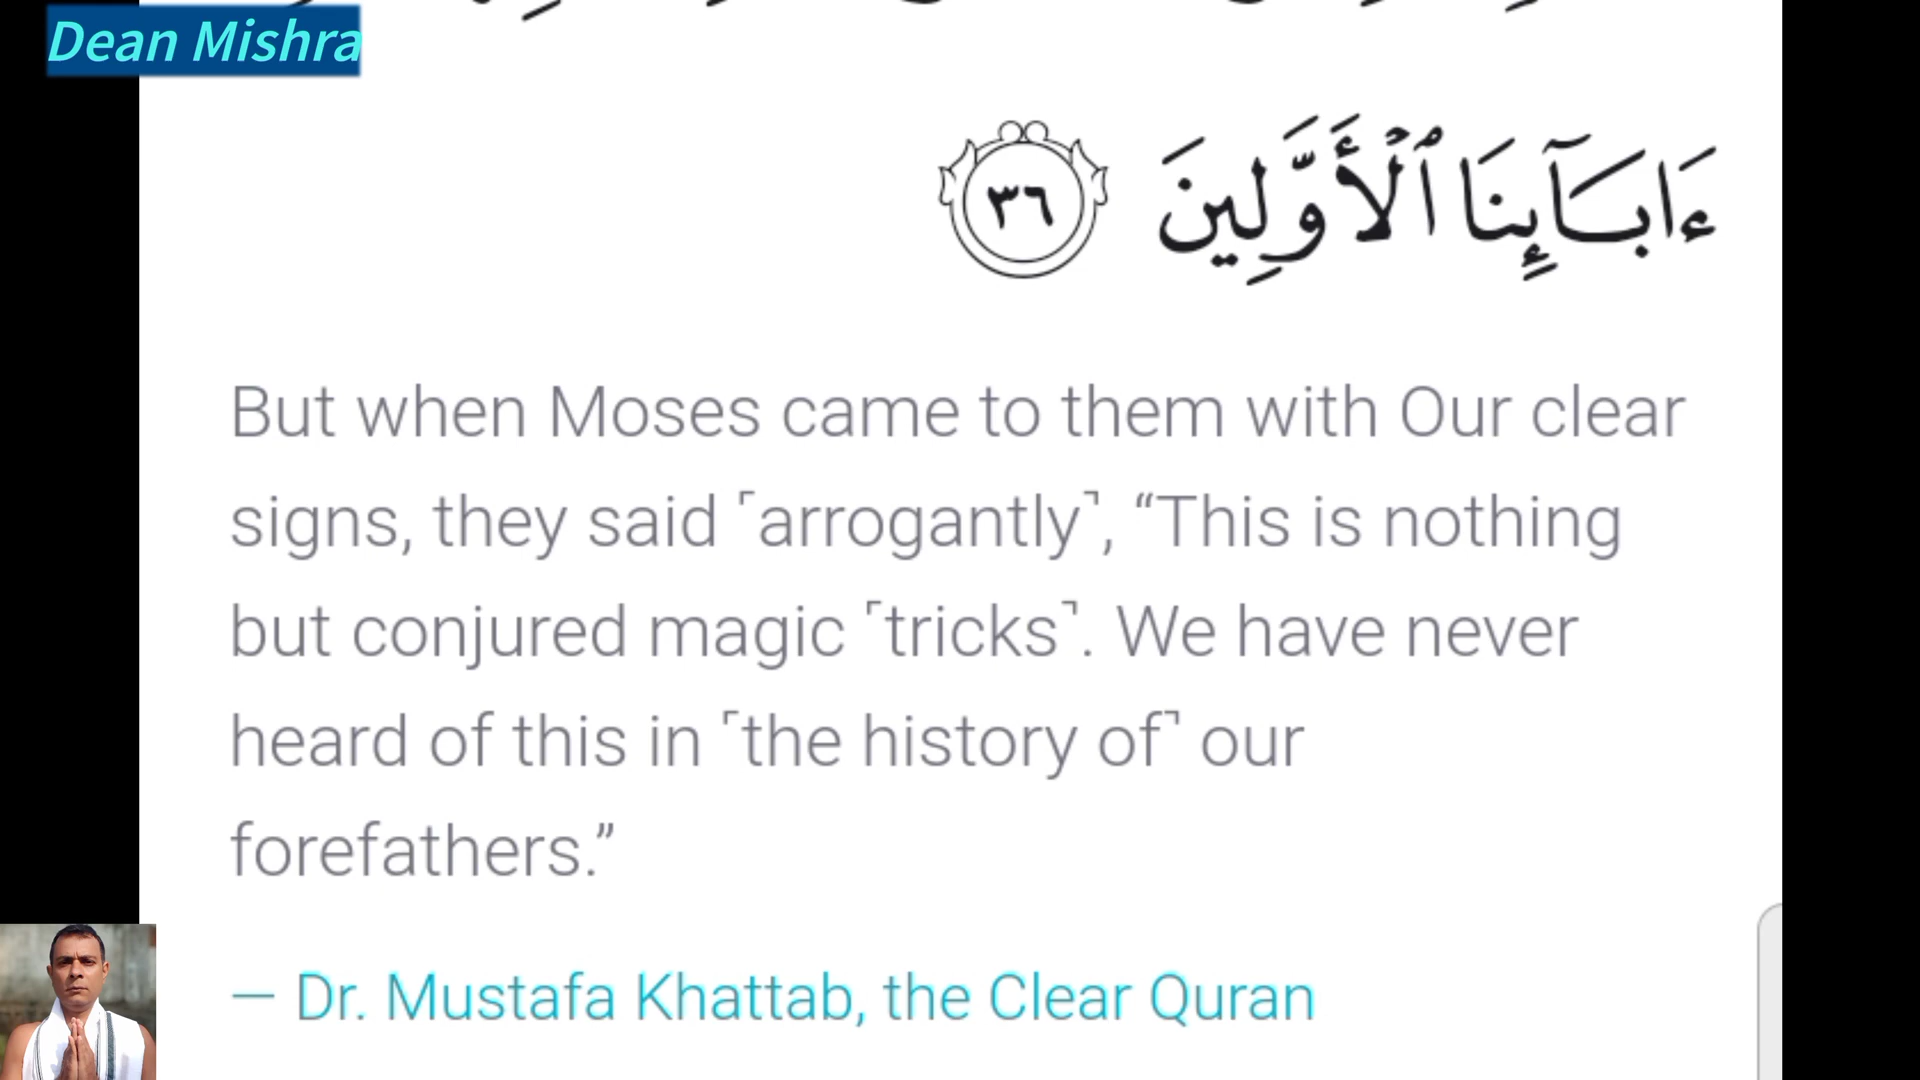 Dean Mishra
ءَابَآئِنَا ٱلْأَوَّلِينَ ٣٦
But when Moses came to them with Our clear
signs, they said ˹arrogantly˺, “This is nothing
but conjured magic ˹tricks˺. We have never
heard of this in ˹the history of˺ our
forefathers.”
— Dr. Mustafa Khattab, the Clear Quran